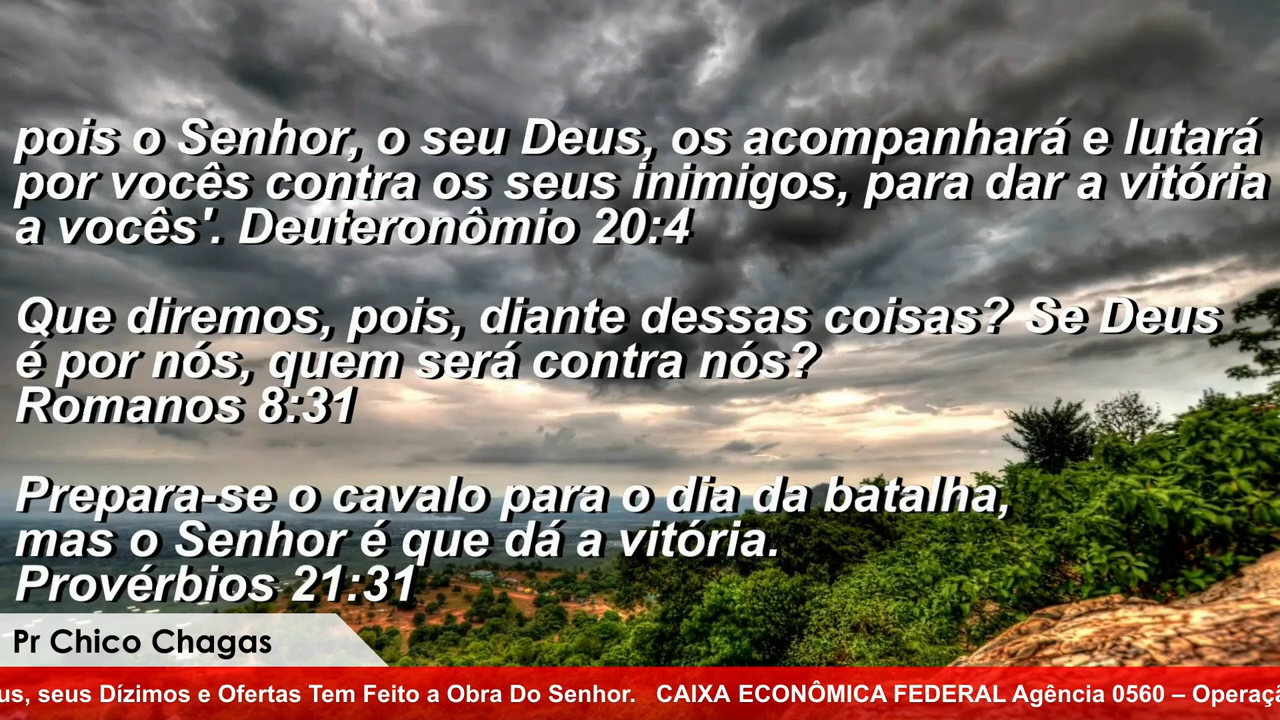 pois o Senhor, o seu Deus, os acompanhará e lutará
por vocês contra os seus inimigos, para dar a vitória
a vocês'. Deuteronômio 20:4
Que diremos, pois, diante dessas coisas? Se Deus
é por nós, quem será contra nós?
Romanos 8:31
Prepara-se o cavalo para o dia da batalha,
mas o Senhor é que dá a vitória.
Provérbios 21:31
Pr Chico Chagas
us, seus Dízimos e Ofertas Tem Feito a Obra Do Senhor. CAIXA ECONÔMICA FEDERAL Agência 0560 – Operaçã